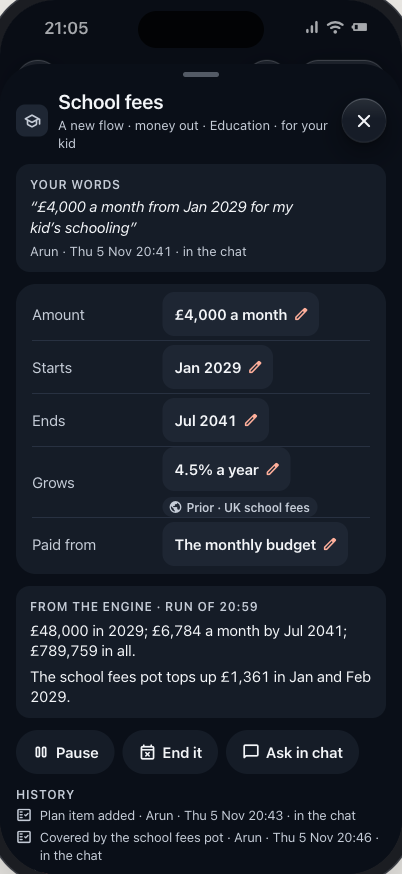 21:05
School fees
A new flow · money out · Education · for your
kid
YOUR WORDS
“£4,000 a month from Jan 2029 for my
kid’s schooling”
Arun · Thu 5 Nov 20:41 · in the chat
Amount
£4,000 a month
Starts
Jan 2029
Ends
Jul 2041
Grows
4.5% a year
Prior · UK school fees
Paid from
The monthly budget
FROM THE ENGINE · RUN OF 20:59
£48,000 in 2029; £6,784 a month by Jul 2041;
£789,759 in all.
The school fees pot tops up £1,361 in Jan and Feb
2029.
Pause
End it
Ask in chat
HISTORY
Plan item added · Arun · Thu 5 Nov 20:43 · in the chat
Covered by the school fees pot · Arun · Thu 5 Nov 20:46 ·
in the chat